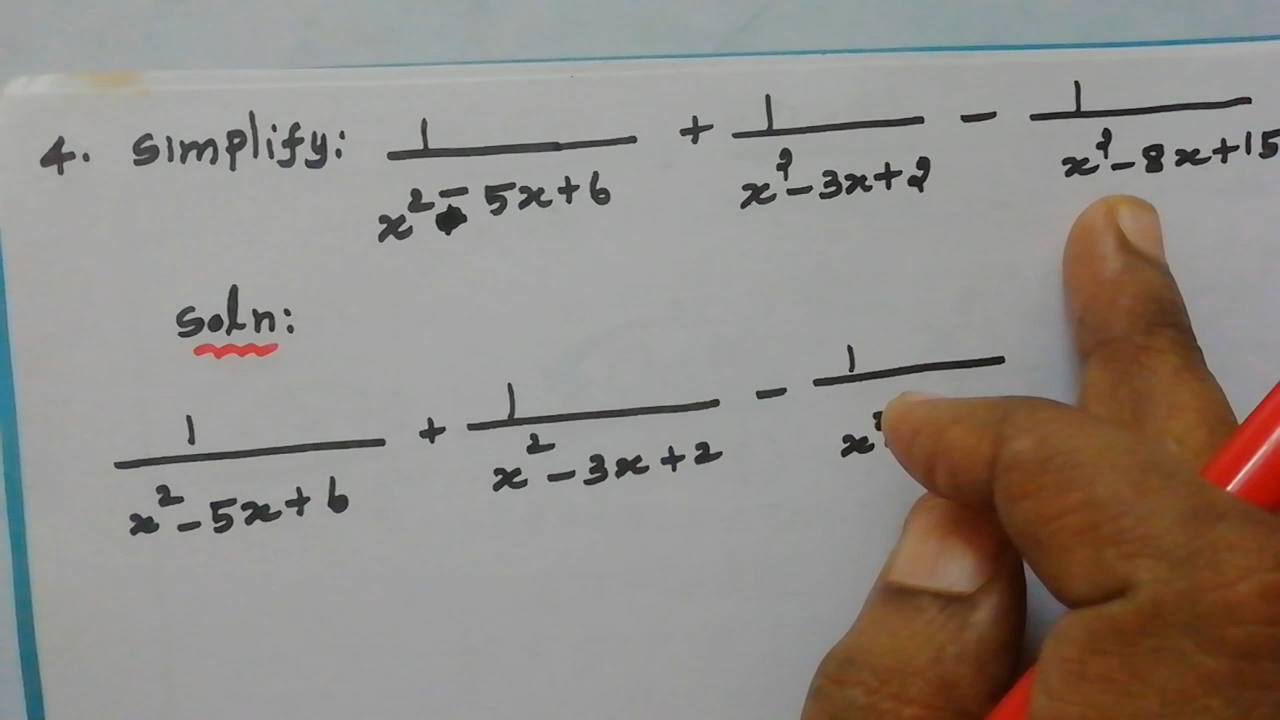 4. simplify: 1/(x² - 5x+6) + 1/(x² - 3x+2) - 1/(x² - 8x+15)
soln:
1/(x² - 5x+6) + 1/(x² - 3x+2) - 1/x²